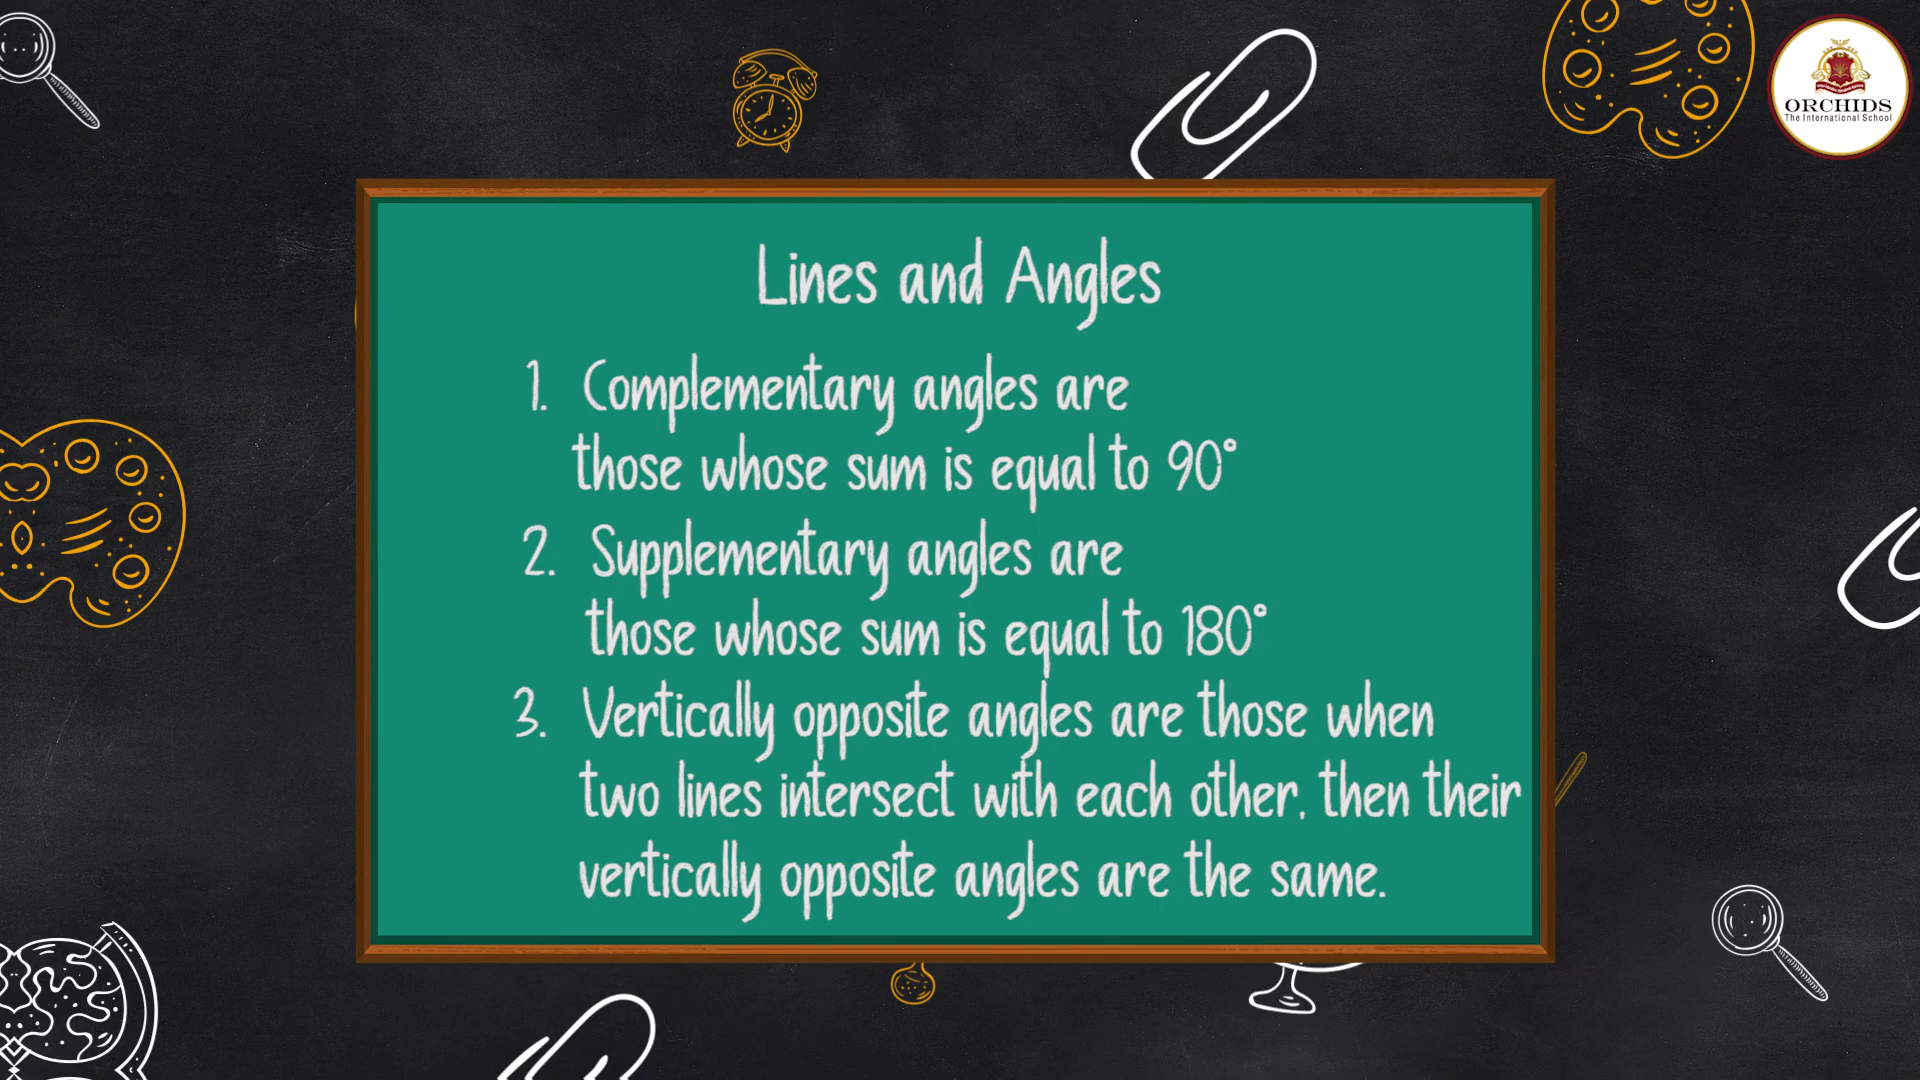 ORCHIDS
The International School
Lines and Angles
1. Complementary angles are
those whose sum is equal to 90°
2. Supplementary angles are
those whose sum is equal to 180°
3. Vertically opposite angles are those when
two lines intersect with each other, then their
vertically opposite angles are the same.